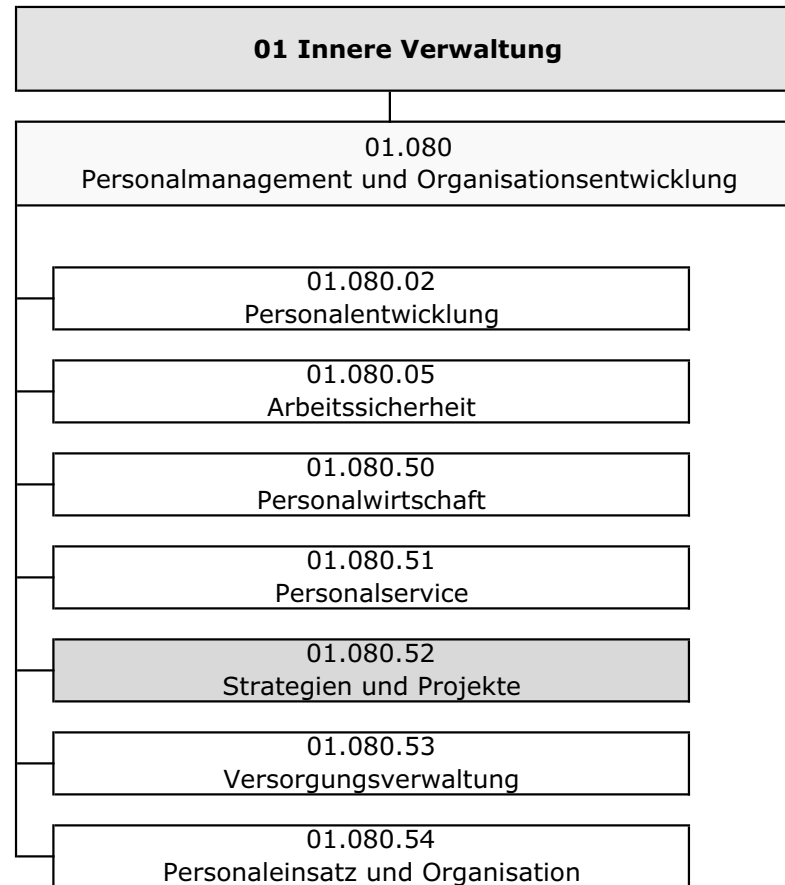 01 Innere Verwaltung
01.080
Personalmanagement und Organisationsentwicklung
01.080.02
Personalentwicklung
01.080.05
Arbeitssicherheit
01.080.50
Personalwirtschaft
01.080.51
Personalservice
01.080.52
Strategien und Projekte
01.080.53
Versorgungsverwaltung
01.080.54
Personaleinsatz und Organisation